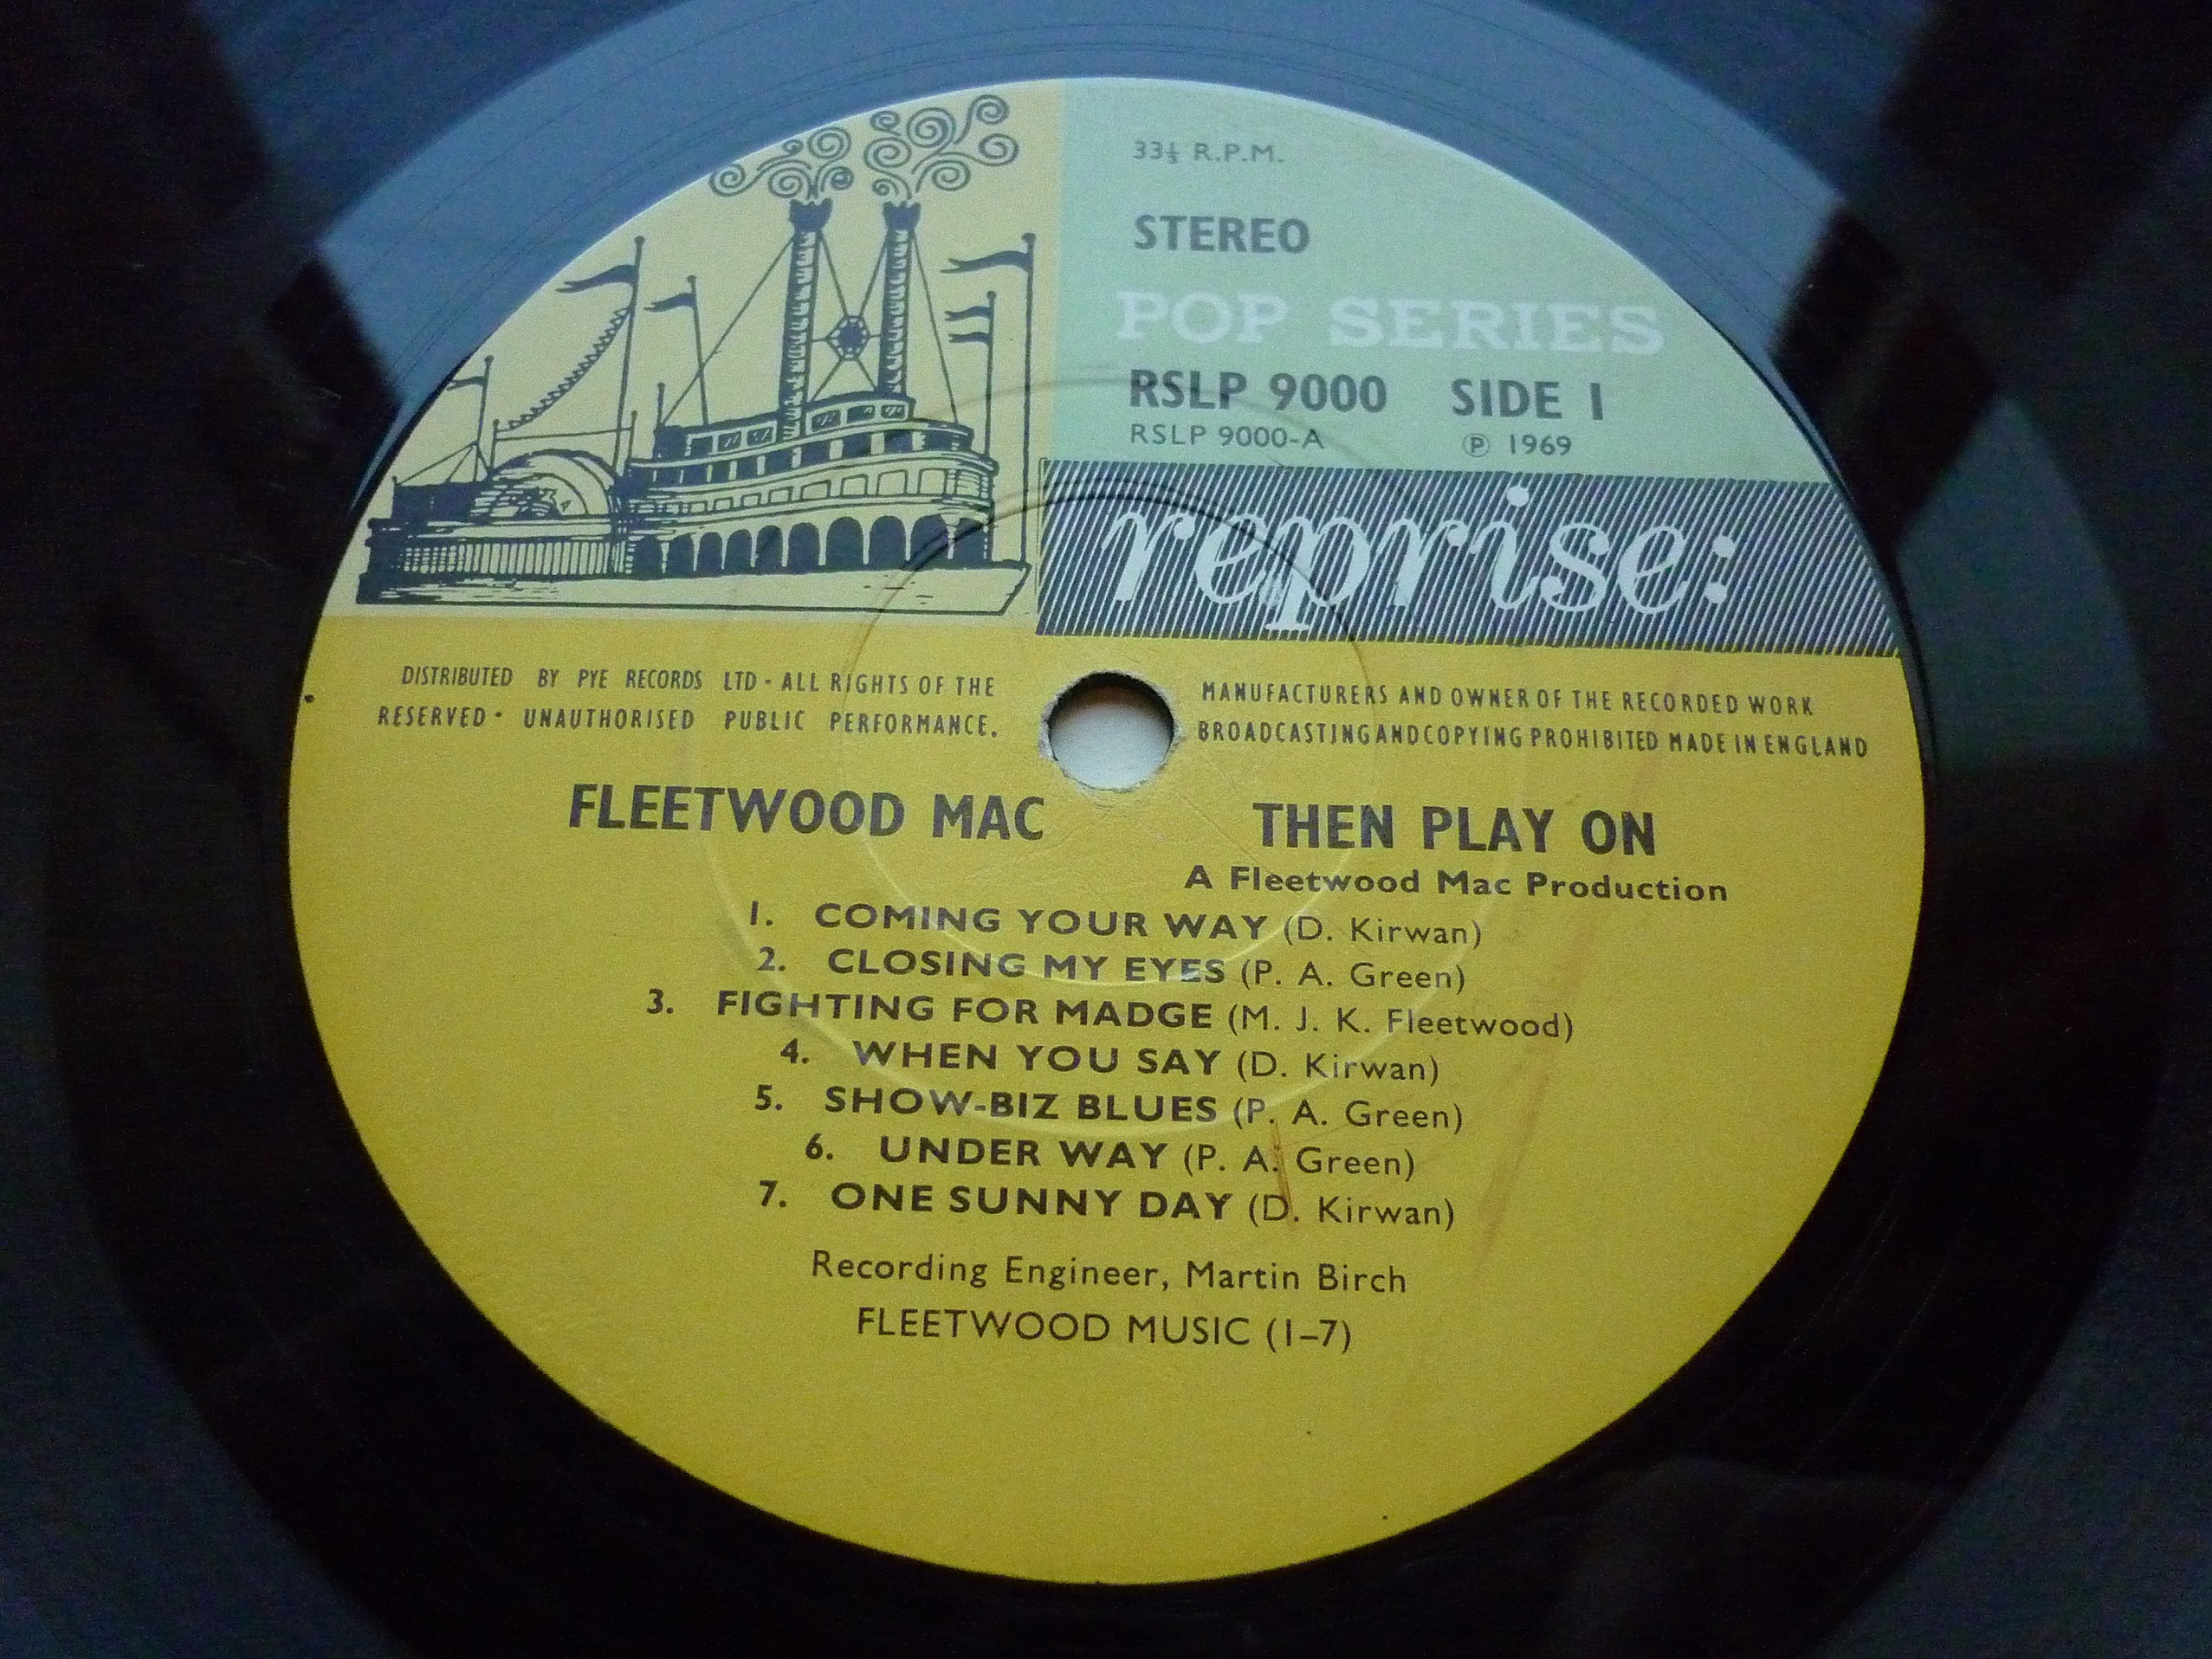 33⅓ R.P.M.
STEREO
POP SERIES
RSLP 9000 SIDE 1
RSLP 9000-A ℗ 1969
reprise:
DISTRIBUTED BY PYE RECORDS LTD · ALL RIGHTS OF THE MANUFACTURERS AND OWNER OF THE RECORDED WORK
RESERVED · UNAUTHORISED PUBLIC PERFORMANCE. BROADCASTING AND COPYING PROHIBITED MADE IN ENGLAND
FLEETWOOD MAC THEN PLAY ON
A Fleetwood Mac Production
1. COMING YOUR WAY (D. Kirwan)
2. CLOSING MY EYES (P. A. Green)
3. FIGHTING FOR MADGE (M. J. K. Fleetwood)
4. WHEN YOU SAY (D. Kirwan)
5. SHOW-BIZ BLUES (P. A. Green)
6. UNDER WAY (P. A. Green)
7. ONE SUNNY DAY (D. Kirwan)
Recording Engineer, Martin Birch
FLEETWOOD MUSIC (1–7)